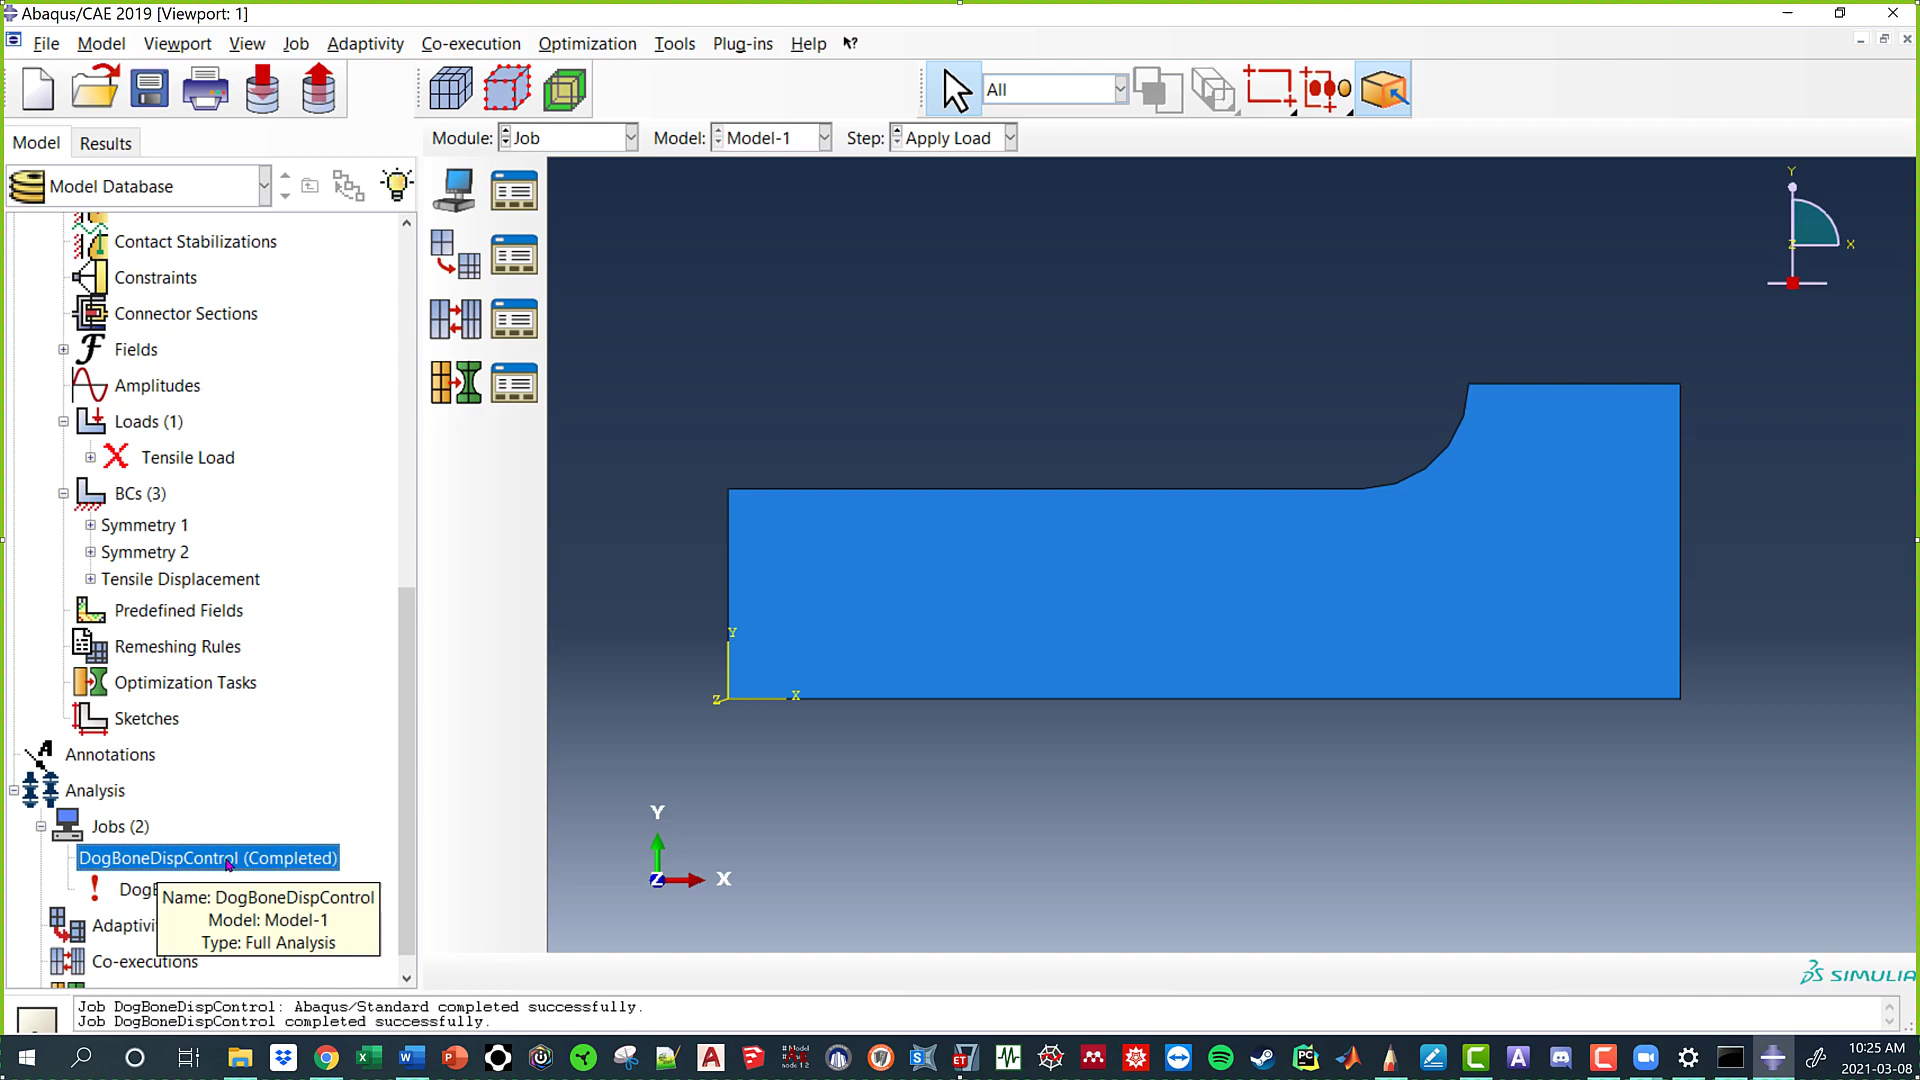 Abaqus/CAE 2019 [Viewport: 1]
File Model Viewport View Job Adaptivity Co-execution Optimization Tools Plug-ins Help
All
Model Results
Module: Job Model: Model-1 Step: Apply Load
Model Database
Contact Stabilizations
Constraints
Connector Sections
Fields
Amplitudes
Loads (1)
Tensile Load
BCs (3)
Symmetry 1
Symmetry 2
Tensile Displacement
Predefined Fields
Remeshing Rules
Optimization Tasks
Sketches
Annotations
Analysis
Jobs (2)
DogBoneDispControl (Completed)
Name: DogBoneDispControl
Model: Model-1
Type: Full Analysis
Co-executions
Y
Z X
Y
Z X
Y
Z X
SIMULIA
Job DogBoneDispControl: Abaqus/Standard completed successfully.
Job DogBoneDispControl completed successfully.
10:25 AM
2021-03-08